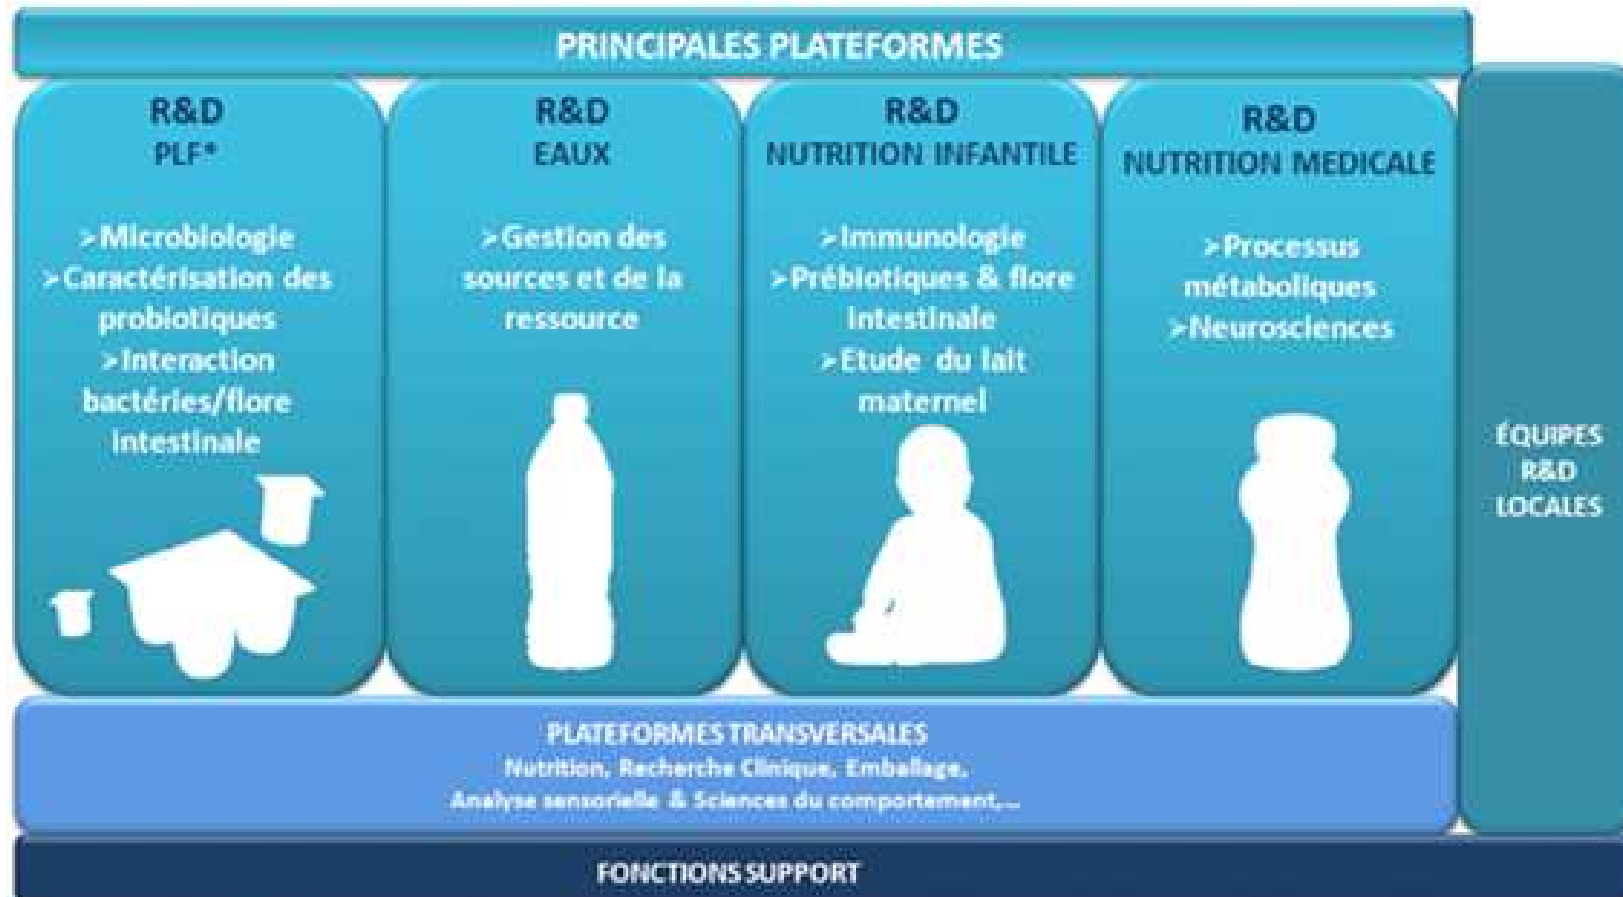 PRINCIPALES PLATEFORMES
R&D
PLF*
➢Microbiologie
➢Caractérisation des
probiotiques
➢Interaction
bactéries/flore
intestinale
R&D
EAUX
➢Gestion des
sources et de la
ressource
R&D
NUTRITION INFANTILE
➢Immunologie
➢Prébiotiques & flore
intestinale
➢Etude du lait
maternel
R&D
NUTRITION MEDICALE
➢Processus
métaboliques
➢Neurosciences
ÉQUIPES
R&D
LOCALES
PLATEFORMES TRANSVERSALES
Nutrition, Recherche Clinique, Emballage,
Analyse sensorielle & Sciences du comportement,...
FONCTIONS SUPPORT